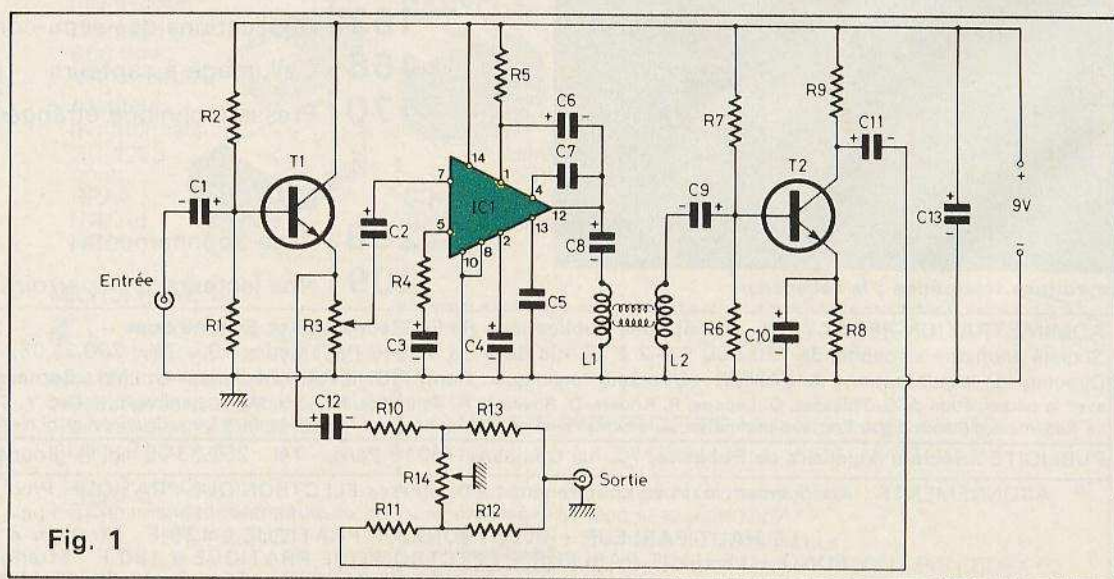 R2
R5
C6
R7
R9
C11
T1
C7
T2
C1
14
1
7
4
C9
C13
9V
IC1
12
C2
5
2
13
C8
10
8
Entrée
R4
C5
R1
R3
C3
C4
L1
L2
R6
C10
R8
C12
R10
R13
R14
Sortie
R11
R12
Fig. 1